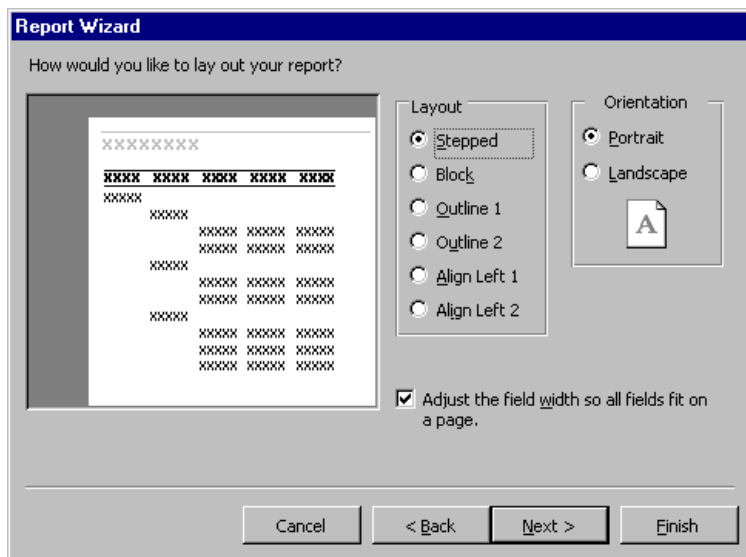 Report Wizard
How would you like to lay out your report?
XXXXXXXX
XXXX XXXX XXXX XXXX XXXX
XXXXX
XXXXX
XXXXX XXXXX XXXXX
XXXXX XXXXX XXXXX
XXXXX
XXXXX XXXXX XXXXX
XXXXX XXXXX XXXXX
XXXXX
XXXXX XXXXX XXXXX
XXXXX XXXXX XXXXX
XXXXX XXXXX XXXXX
Layout
Stepped
Block
Outline 1
Outline 2
Align Left 1
Align Left 2
Orientation
Portrait
Landscape
A
Adjust the field width so all fields fit on
a page.
Cancel
< Back
Next >
Finish